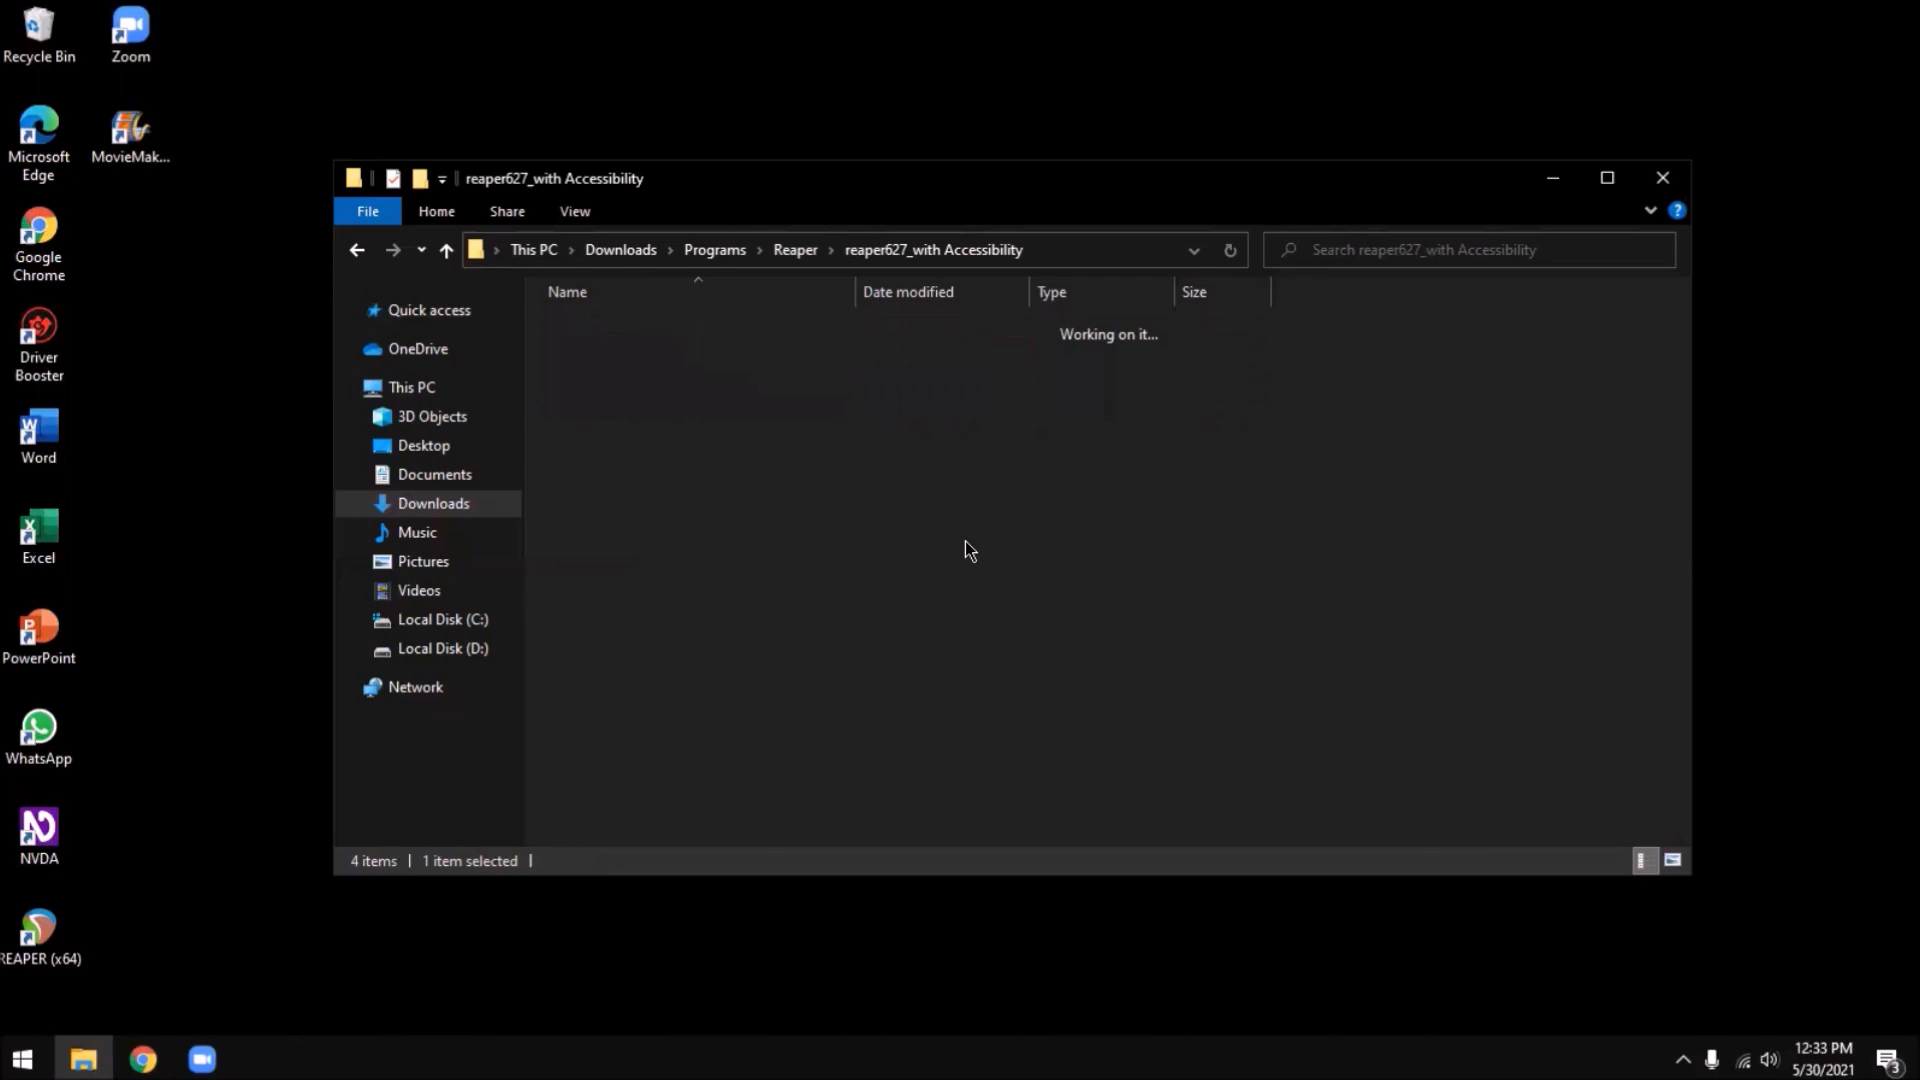 Recycle Bin
Zoom
Microsoft
Edge
MovieMak...
Google
Chrome
Driver
Booster
Word
Excel
PowerPoint
WhatsApp
NVDA
REAPER (x64)
reaper627_with Accessibility
File
Home
Share
View
This PC
Downloads
Programs
Reaper
reaper627_with Accessibility
Search reaper627_with Accessibility
Name
Date modified
Type
Size
Working on it...
Quick access
OneDrive
This PC
3D Objects
Desktop
Documents
Downloads
Music
Pictures
Videos
Local Disk (C:)
Local Disk (D:)
Network
4 items
1 item selected
12:33 PM
5/30/2021
3